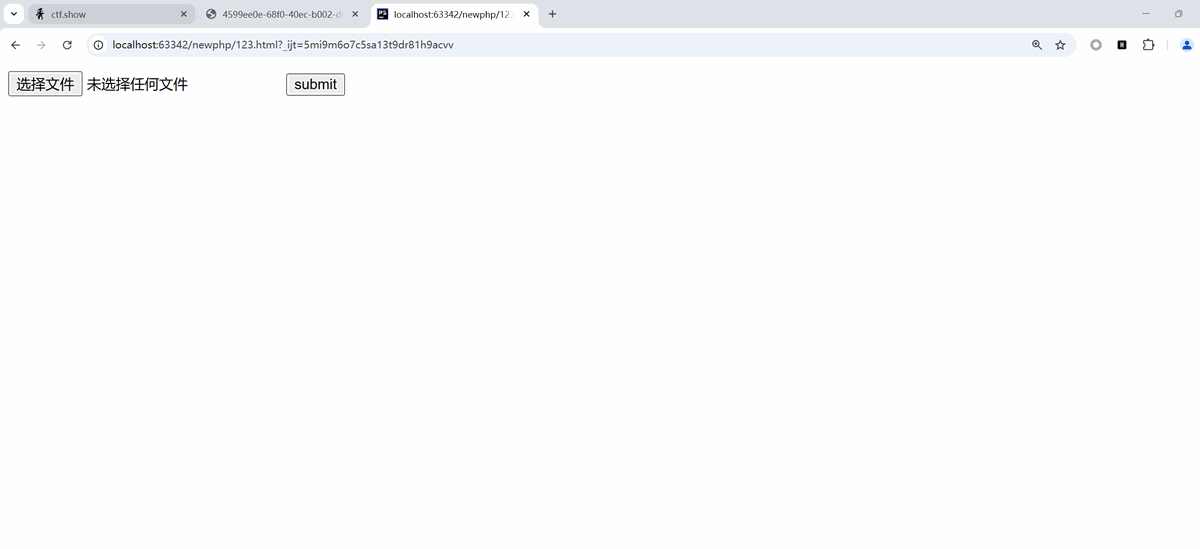 ctf.show
4599ee0e-68f0-40ec-b002-d
localhost:63342/newphp/123
localhost:63342/newphp/123.html?_ijt=5mi9m6o7c5sa13t9dr81h9acvv
选择文件 未选择任何文件 submit